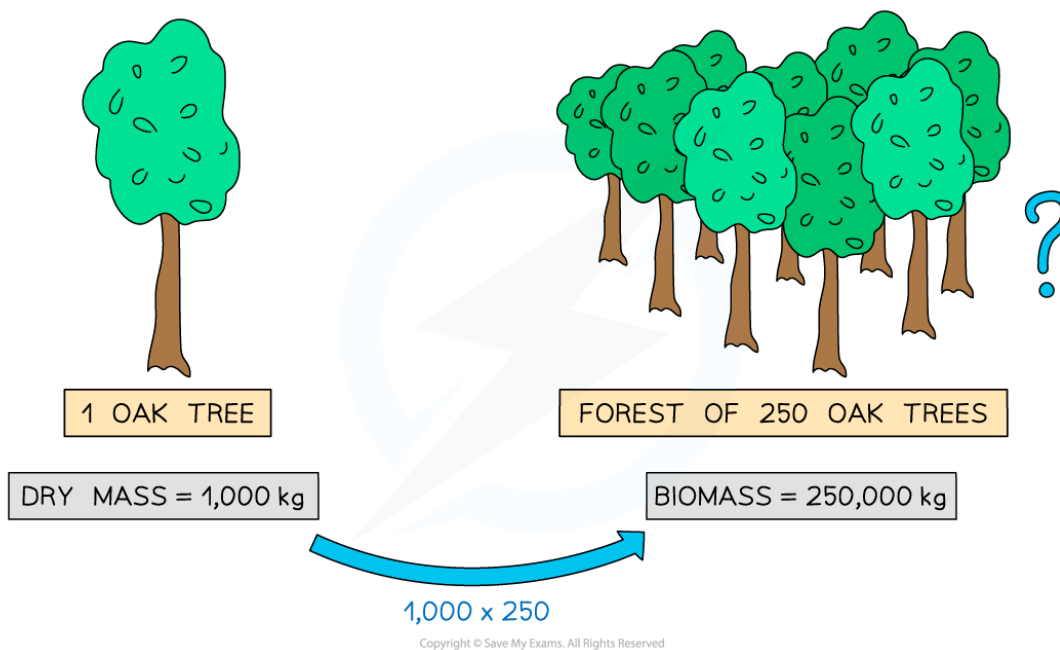 ?
1 OAK TREE
FOREST OF 250 OAK TREES
DRY MASS = 1,000 kg
BIOMASS = 250,000 kg
1,000 x 250
Copyright © Save My Exams. All Rights Reserved